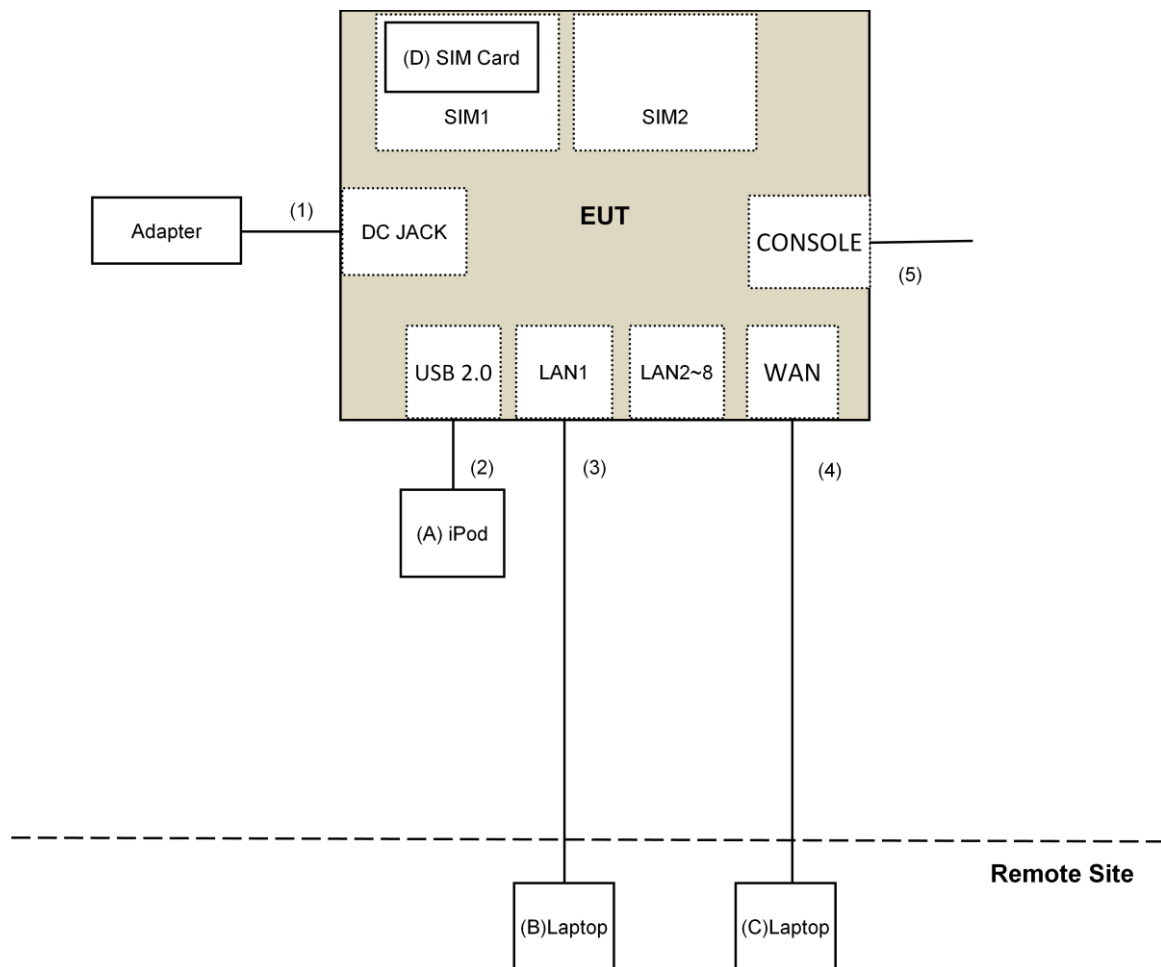 (D) SIM Card
SIM1
SIM2
Adapter
(1)
DC JACK
EUT
CONSOLE
(5)
USB 2.0
LAN1
LAN2~8
WAN
(2)
(3)
(4)
(A) iPod
Remote Site
(B)Laptop
(C)Laptop